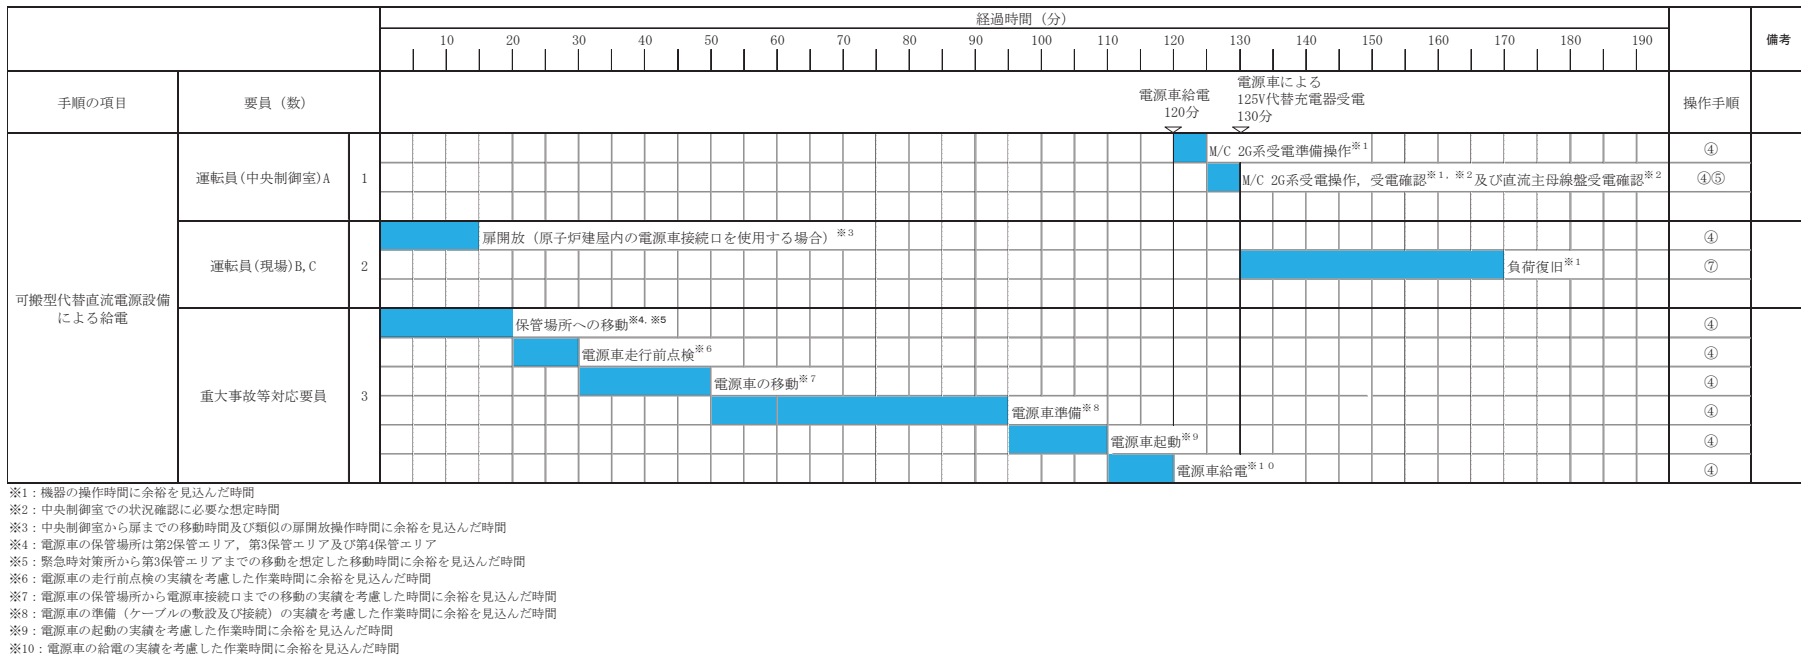 経過時間（分）
10 20 30 40 50 60 70 80 90 100 110 120 130 140 150 160 170 180 190
備考
手順の項目
要員（数）
電源車給電
120分
電源車による
125V代替充電器受電
130分
操作手順
可搬型代替直流電源設備
による給電
運転員(中央制御室)A
1
M/C 2G系受電準備操作※1
④
M/C 2G系受電操作，受電確認※1，※2及び直流主母線盤受電確認※2
④⑤
運転員(現場)B,C
2
扉開放（原子炉建屋内の電源車接続口を使用する場合）※3
④
負荷復旧※1
⑦
重大事故等対応要員
3
保管場所への移動※4，※5
④
電源車走行前点検※6
④
電源車の移動※7
④
電源車準備※8
④
電源車起動※9
④
電源車給電※10
④
※1：機器の操作時間に余裕を見込んだ時間
※2：中央制御室での状況確認に必要な想定時間
※3：中央制御室から扉までの移動時間及び類似の扉開放操作時間に余裕を見込んだ時間
※4：電源車の保管場所は第2保管エリア，第3保管エリア及び第4保管エリア
※5：緊急時対策所から第3保管エリアまでの移動を想定した移動時間に余裕を見込んだ時間
※6：電源車の走行前点検の実績を考慮した作業時間に余裕を見込んだ時間
※7：電源車の保管場所から電源車接続口までの移動の実績を考慮した時間に余裕を見込んだ時間
※8：電源車の準備（ケーブルの敷設及び接続）の実績を考慮した作業時間に余裕を見込んだ時間
※9：電源車の起動の実績を考慮した作業時間に余裕を見込んだ時間
※10：電源車の給電の実績を考慮した作業時間に余裕を見込んだ時間